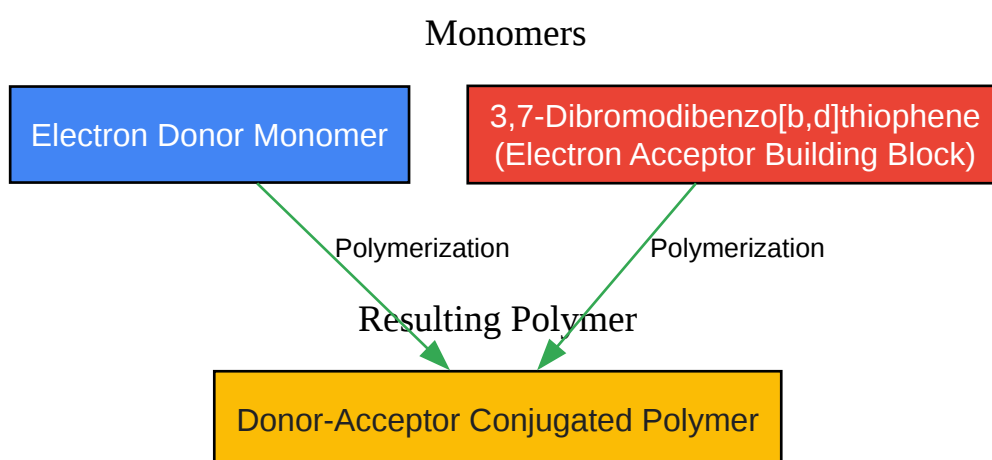 Monomers
Electron Donor Monomer
3,7-Dibromodibenzo[b,d]thiophene
(Electron Acceptor Building Block)
Polymerization
Polymerization
Resulting Polymer
Donor-Acceptor Conjugated Polymer